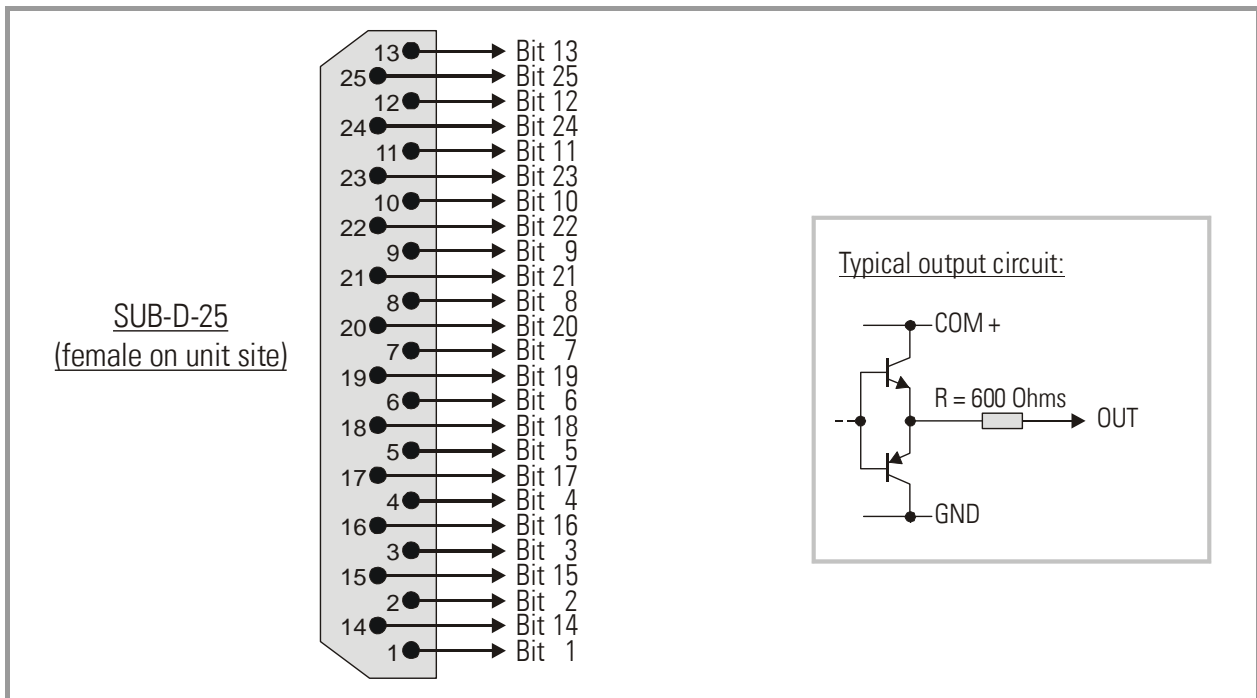 SUB-D-25
(female on unit site)
13 Bit 13
25 Bit 25
12 Bit 12
24 Bit 24
11 Bit 11
23 Bit 23
10 Bit 10
22 Bit 22
9 Bit 9
21 Bit 21
8 Bit 8
20 Bit 20
7 Bit 7
19 Bit 19
6 Bit 6
18 Bit 18
5 Bit 5
17 Bit 17
4 Bit 4
16 Bit 16
3 Bit 3
15 Bit 15
2 Bit 2
14 Bit 14
1 Bit 1
Typical output circuit:
COM +
R = 600 Ohms
OUT
GND